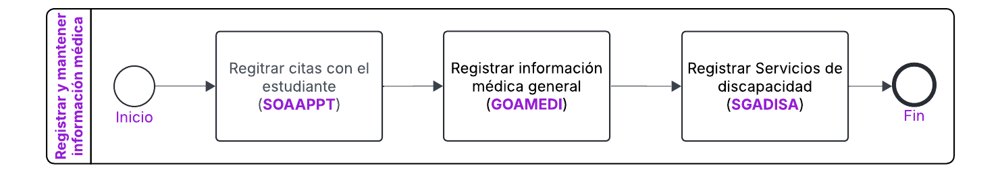 Registrar y mantener
información médica
Inicio
Regitrar citas con el
estudiante
(SOAAPPT)
Registrar información
médica general
(GOAMEDI)
Registrar Servicios de
discapacidad
(SGADISA)
Fin